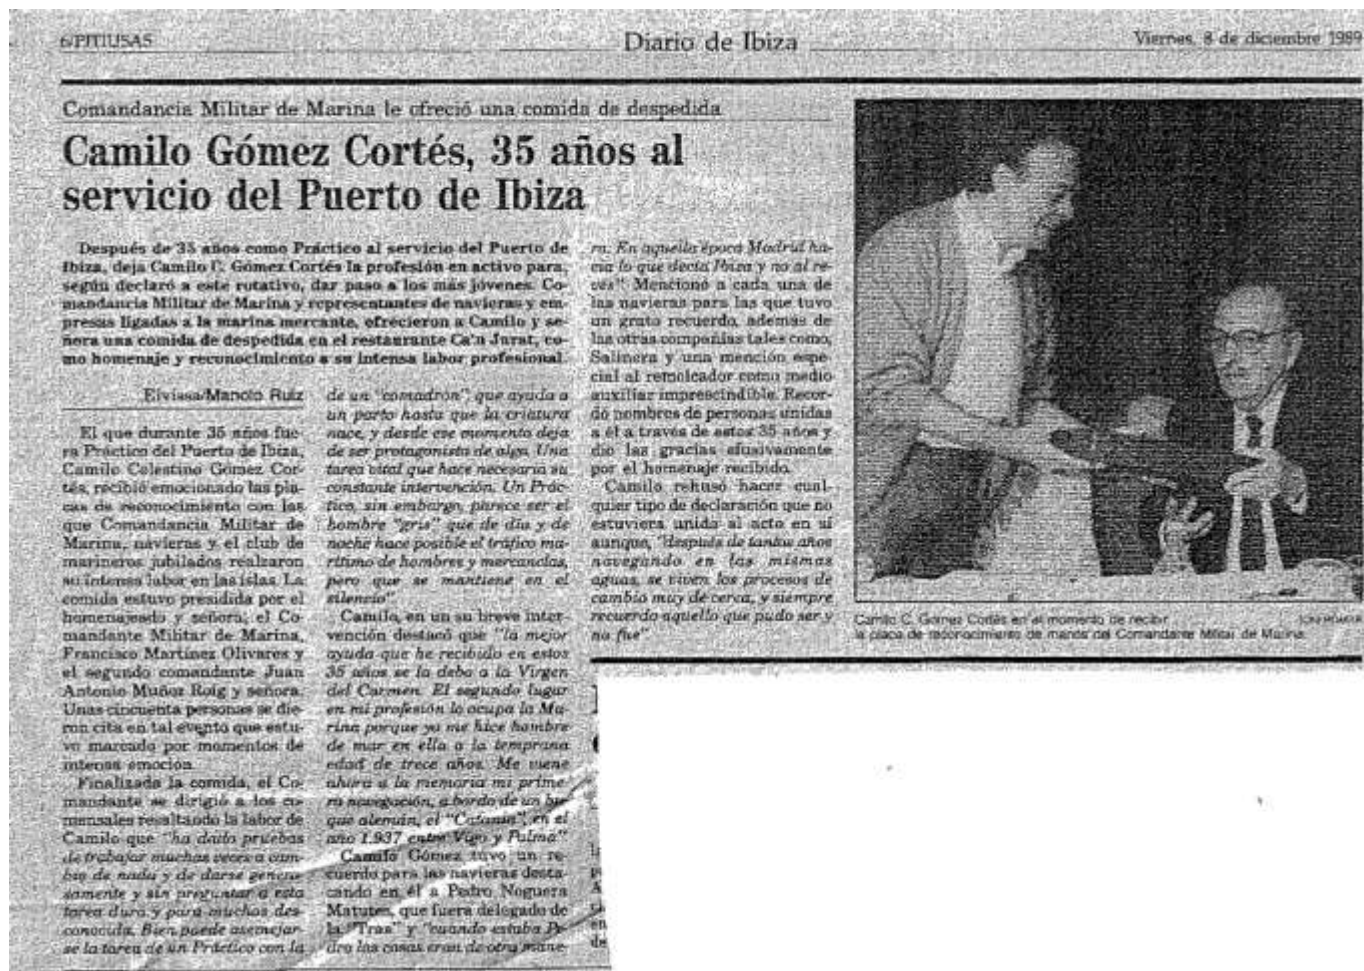 6/PITIUSAS
Diario de Ibiza
Viernes, 8 de diciembre 1989
Comandancia Militar de Marina le ofreció una comida de despedida
Camilo Gómez Cortés, 35 años al
servicio del Puerto de Ibiza
Después de 35 años como Práctico al servicio del Puerto de
Ibiza, deja Camilo C. Gómez Cortés la profesión en activo para,
según declaró a este rotativo, dar paso a los más jóvenes. Co-
mandancia Militar de Marina y representantes de navieras y em-
presas ligadas a la marina mercante, ofrecieron a Camilo y se-
ñora una comida de despedida en el restaurante Ca'n Jurat, co-
mo homenaje y reconocimiento a su intensa labor profesional.
Eivissa/Manolo Ruiz
El que durante 35 años fue-
ra Práctico del Puerto de Ibiza,
Camilo Celestino Gómez Cor-
tés, recibió emocionado las pla-
cas de reconocimiento con las
que Comandancia Militar de
Marina, navieras y el club de
marineros jubilados realzaron
su intensa labor en las islas. La
comida estuvo presidida por el
homenajeado y señora, el Co-
mandante Militar de Marina,
Francisco Martínez Olivares y
el segundo comandante Juan
Antonio Muñoz Roig y señora.
Unas cincuenta personas se die-
ron cita en tal evento que estu-
vo marcado por momentos de
intensa emoción.
Finalizada la comida, el Co-
mandante se dirigió a los co-
mensales resaltando la labor de
Camilo que "ha dado pruebas
de trabajar muchas veces a cam-
bio de nada y de darse genero-
samente y sin preguntar a esta
tarea dura y para muchos des-
conocida. Bien puede asemejar-
se la tarea de un Práctico con la
de un "comadrón", que ayuda a
un parto hasta que la criatura
nace, y desde ese momento deja
de ser protagonista de algo. Una
tarea vital que hace necesaria su
constante intervención. Un Prác-
tico, sin embargo, parece ser el
hombre "gris" que de día y de
noche hace posible el tráfico ma-
rítimo de hombres y mercancías,
pero que se mantiene en el
silencio".
Camilo, en un su breve inter-
vención destacó que "la mejor
ayuda que he recibido en estos
35 años se la debo a la Virgen
del Carmen. El segundo lugar
en mi profesión lo ocupa la Ma-
rina porque yo me hice hombre
de mar en ella a la temprana
edad de trece años. Me viene
ahora a la memoria mi prime-
ra navegación, a bordo de un bu-
que alemán, el "Catania", en el
año 1.937 entre Vigo y Palma"
Camilo Gómez tuvo un re-
cuerdo para las navieras desta-
cando en él a Pedro Noguera
Matutes, que fuera delegado de
la "Tras" y "cuando estaba Pe-
dro las cosas eran de otra mane-
ra. En aquella época Madrid ha-
cia lo que decía Ibiza y no al re-
vés". Mencionó a cada una de
las navieras para las que tuvo
un grato recuerdo, además de
las otras compañías tales como,
Salinera y una mención espe-
cial al remolcador como medio
auxiliar imprescindible. Recor-
dó nombres de personas unidas
a él a través de estos 35 años y
dio las gracias efusivamente
por el homenaje recibido.
Camilo rehusó hacer cual-
quier tipo de declaración que no
estuviera unida al acto en sí
aunque, "después de tantos años
navegando en las mismas
aguas, se viven los procesos de
cambio muy de cerca, y siempre
recuerdo aquello que pudo ser y
no fue"
Camilo C. Gómez Cortés en el momento de recibir
la placa de reconocimiento de manos del Comandante Militar de Marina.